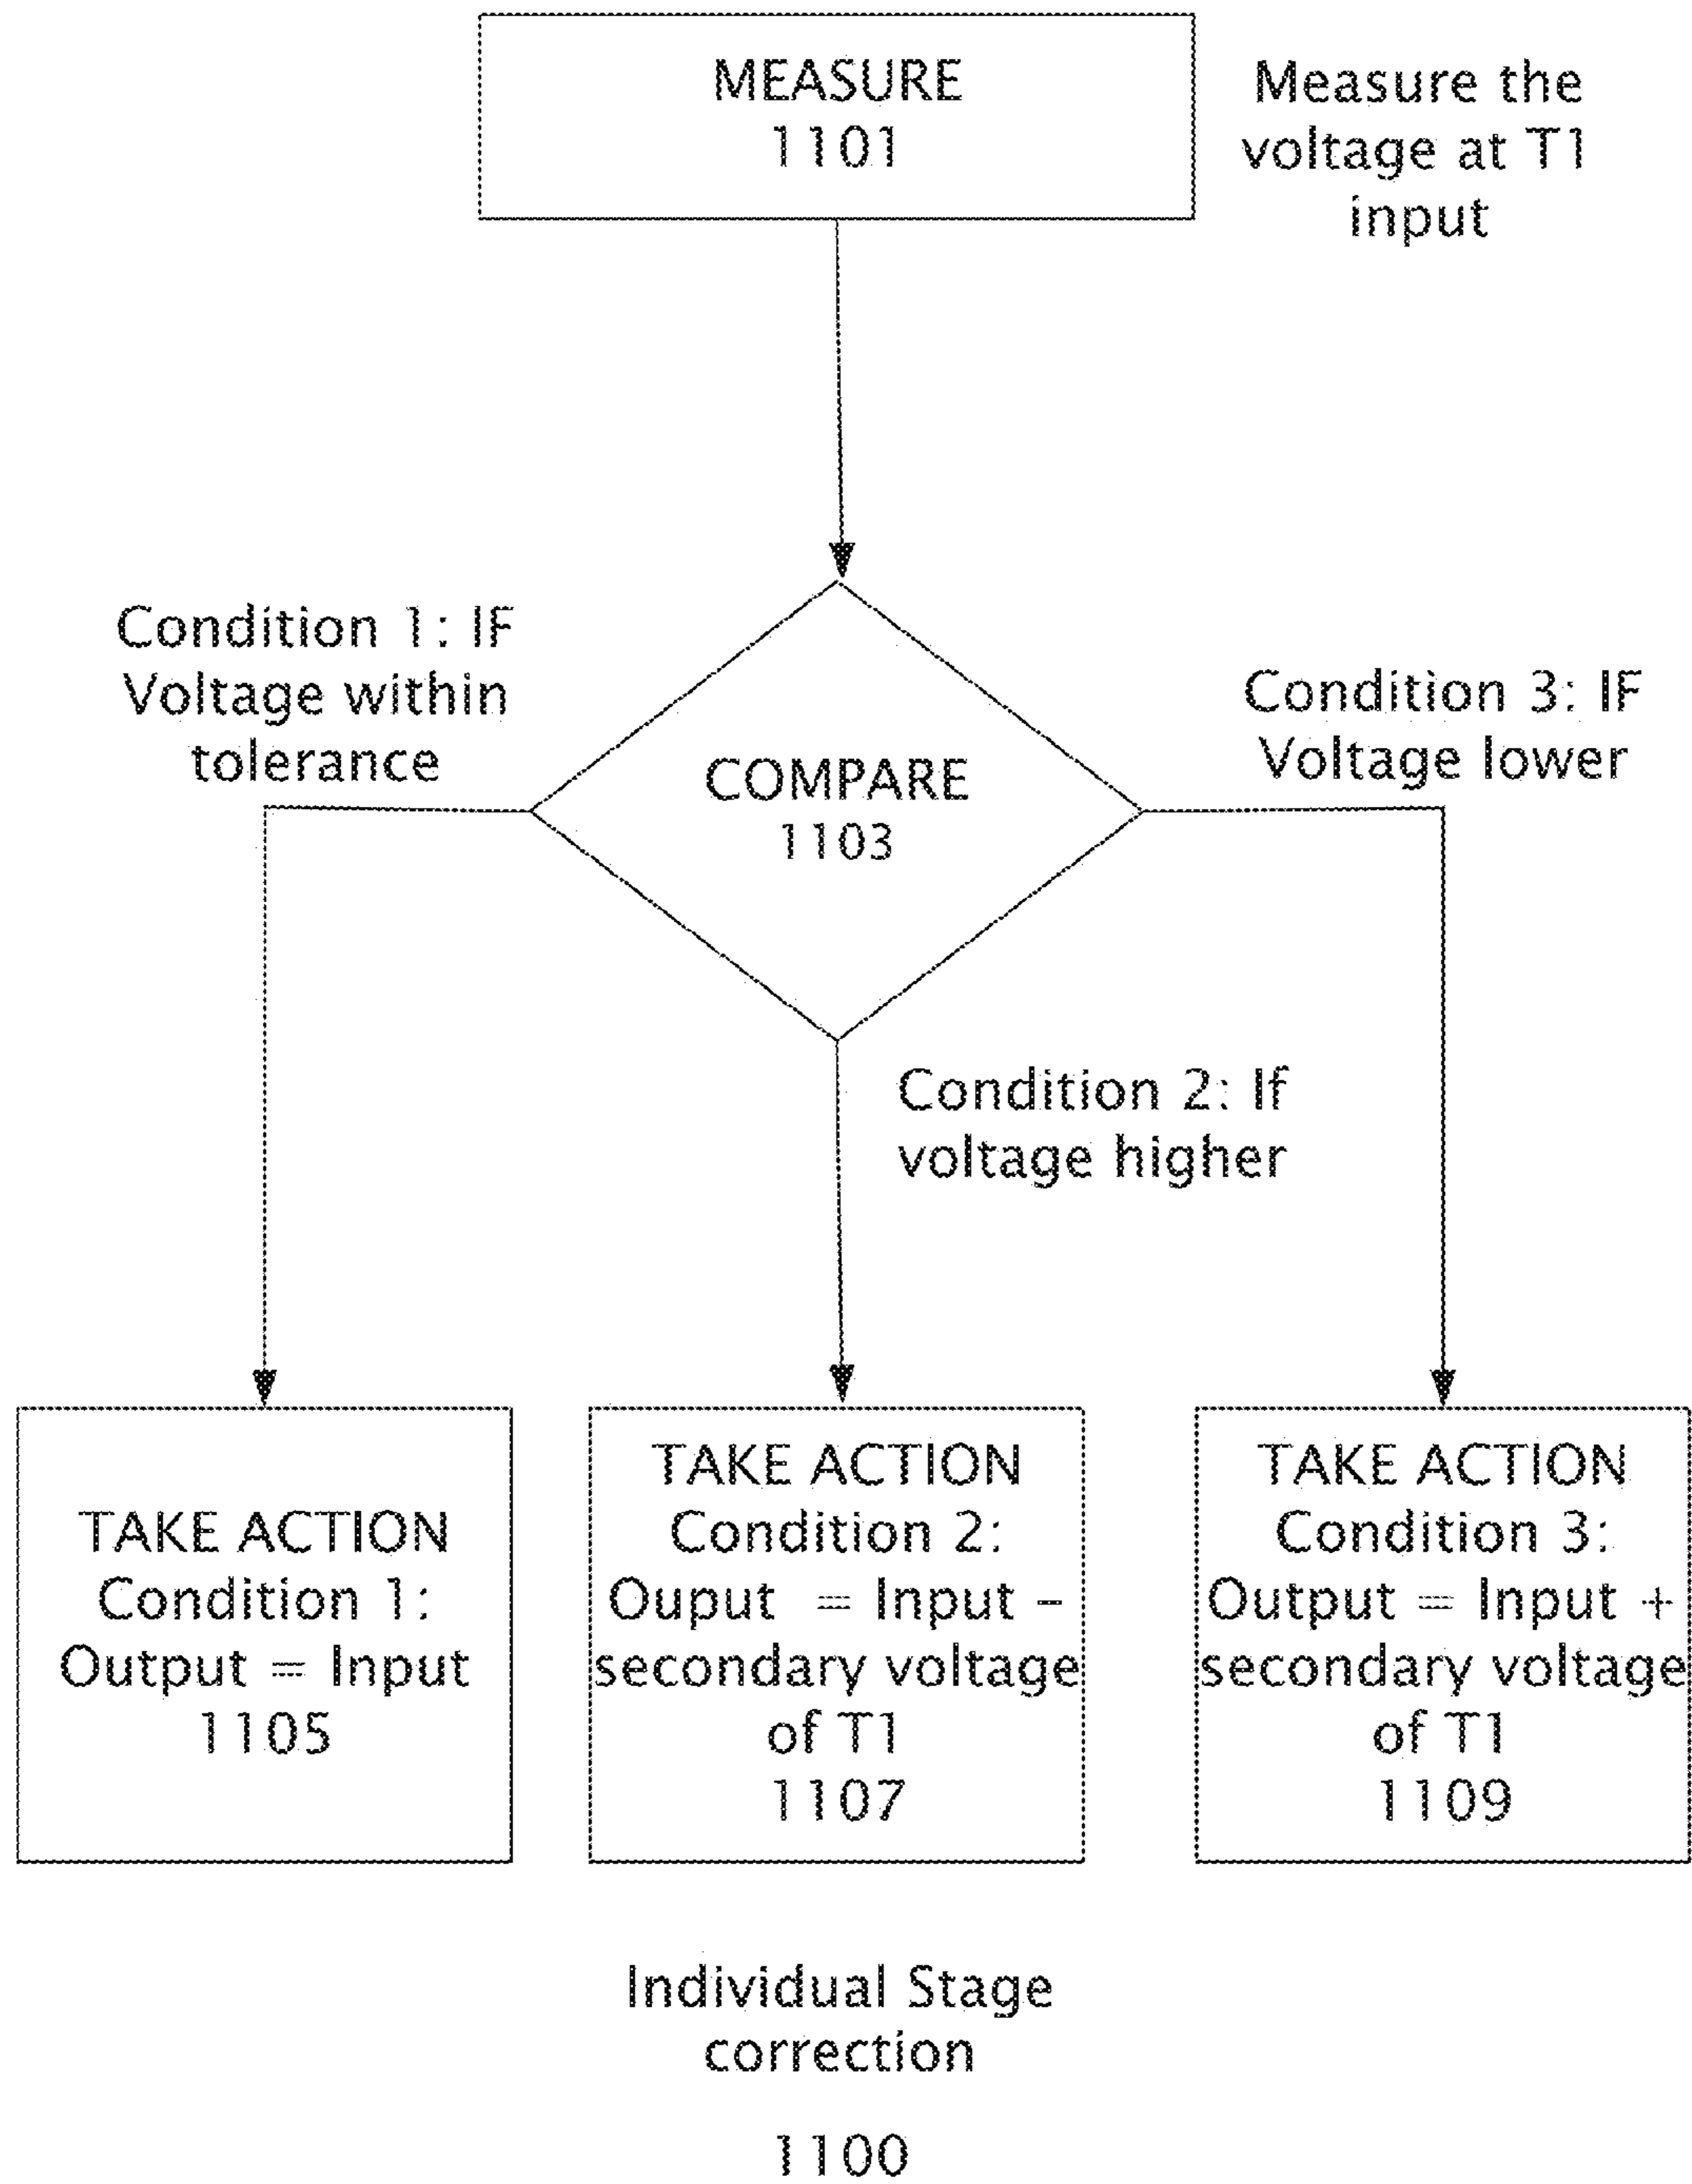 MEASURE
1101
Measure the
voltage at T1
input
Condition 1: IF
Voltage within
tolerance
Condition 3: IF
Voltage lower
COMPARE
1103
Condition 2: If
voltage higher
TAKE ACTION
Condition 1:
Output = Input
1105
TAKE ACTION
Condition 2:
Ouput = Input -
secondary voltage
of T1
1107
TAKE ACTION
Condition 3:
Output = Input +
secondary voltage
of T1
1109
Individual Stage
correction
1100